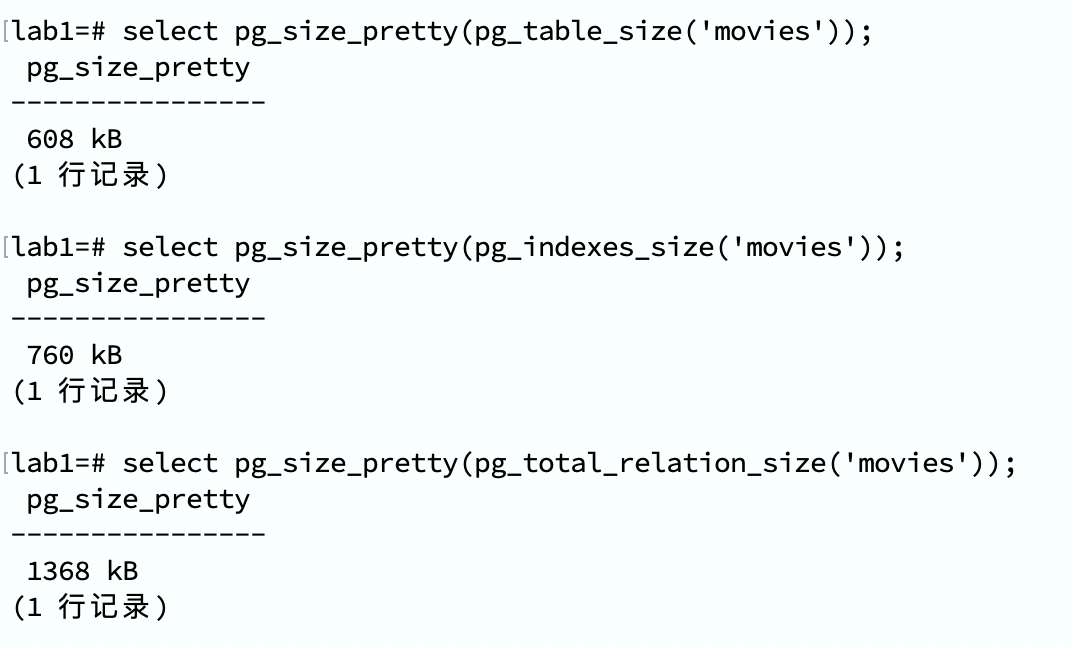 [lab1=# select pg_size_pretty(pg_table_size('movies'));
pg_size_pretty
----------------
608 kB
(1 行记录)
[lab1=# select pg_size_pretty(pg_indexes_size('movies'));
pg_size_pretty
----------------
760 kB
(1 行记录)
[lab1=# select pg_size_pretty(pg_total_relation_size('movies'));
pg_size_pretty
----------------
1368 kB
(1 行记录)